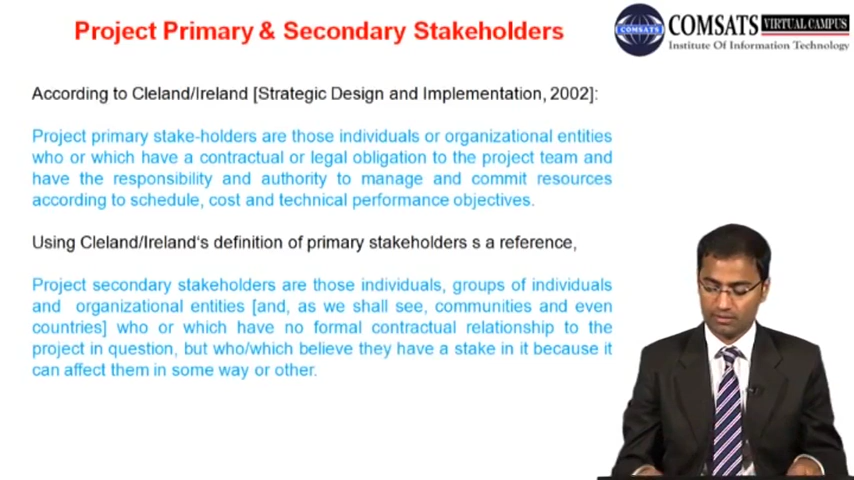 Project Primary & Secondary Stakeholders
COMSATS
COMSATS VIRTUAL CAMPUS
Institute Of Information Technology
According to Cleland/Ireland [Strategic Design and Implementation, 2002]:
Project primary stake-holders are those individuals or organizational entities
who or which have a contractual or legal obligation to the project team and
have the responsibility and authority to manage and commit resources
according to schedule, cost and technical performance objectives.
Using Cleland/Ireland's definition of primary stakeholders s a reference,
Project secondary stakeholders are those individuals, groups of individuals
and organizational entities [and, as we shall see, communities and even
countries] who or which have no formal contractual relationship to the
project in question, but who/which believe they have a stake in it because it
can affect them in some way or other.